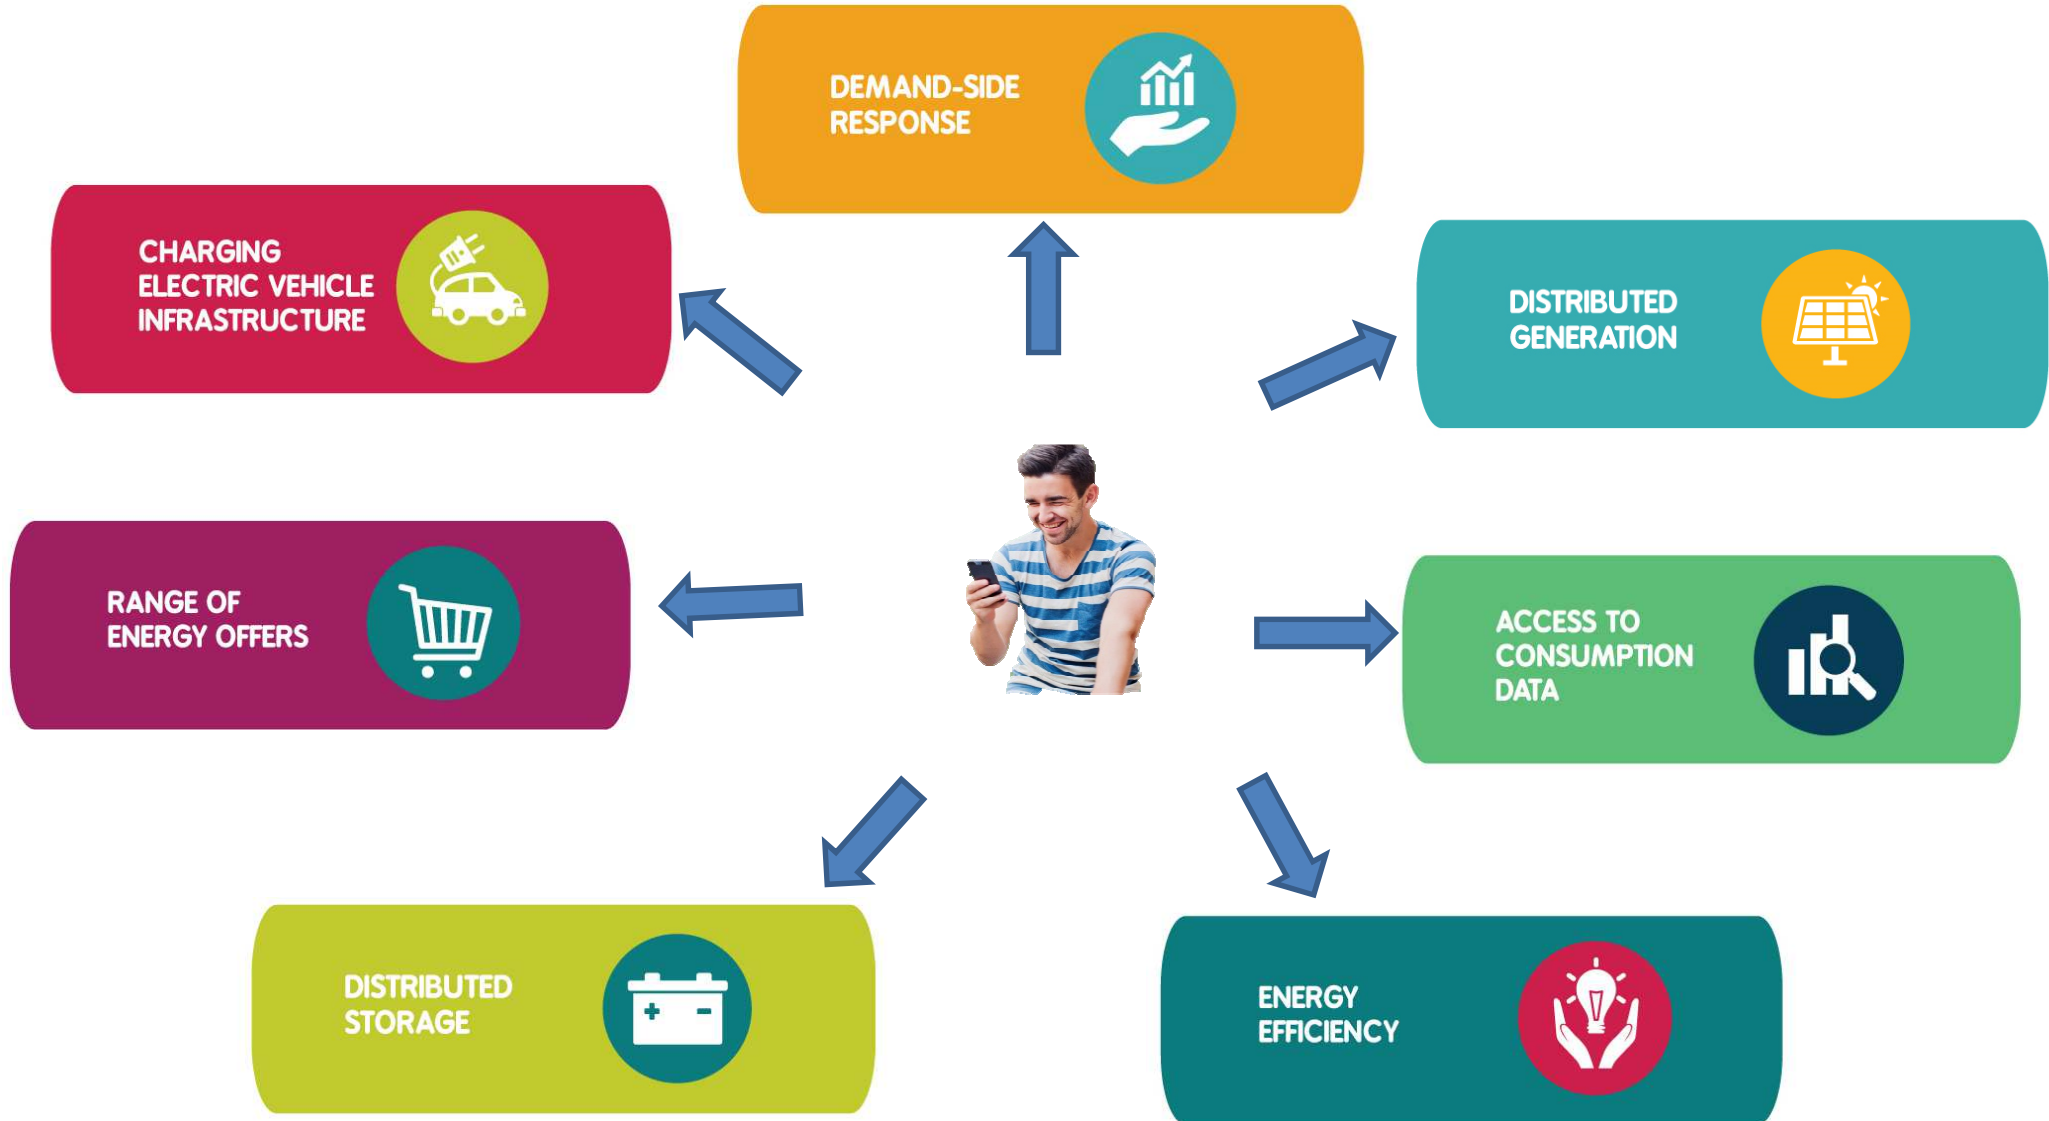 DEMAND-SIDE
RESPONSE
CHARGING
ELECTRIC VEHICLE
INFRASTRUCTURE
DISTRIBUTED
GENERATION
RANGE OF
ENERGY OFFERS
ACCESS TO
CONSUMPTION
DATA
DISTRIBUTED
STORAGE
ENERGY
EFFICIENCY